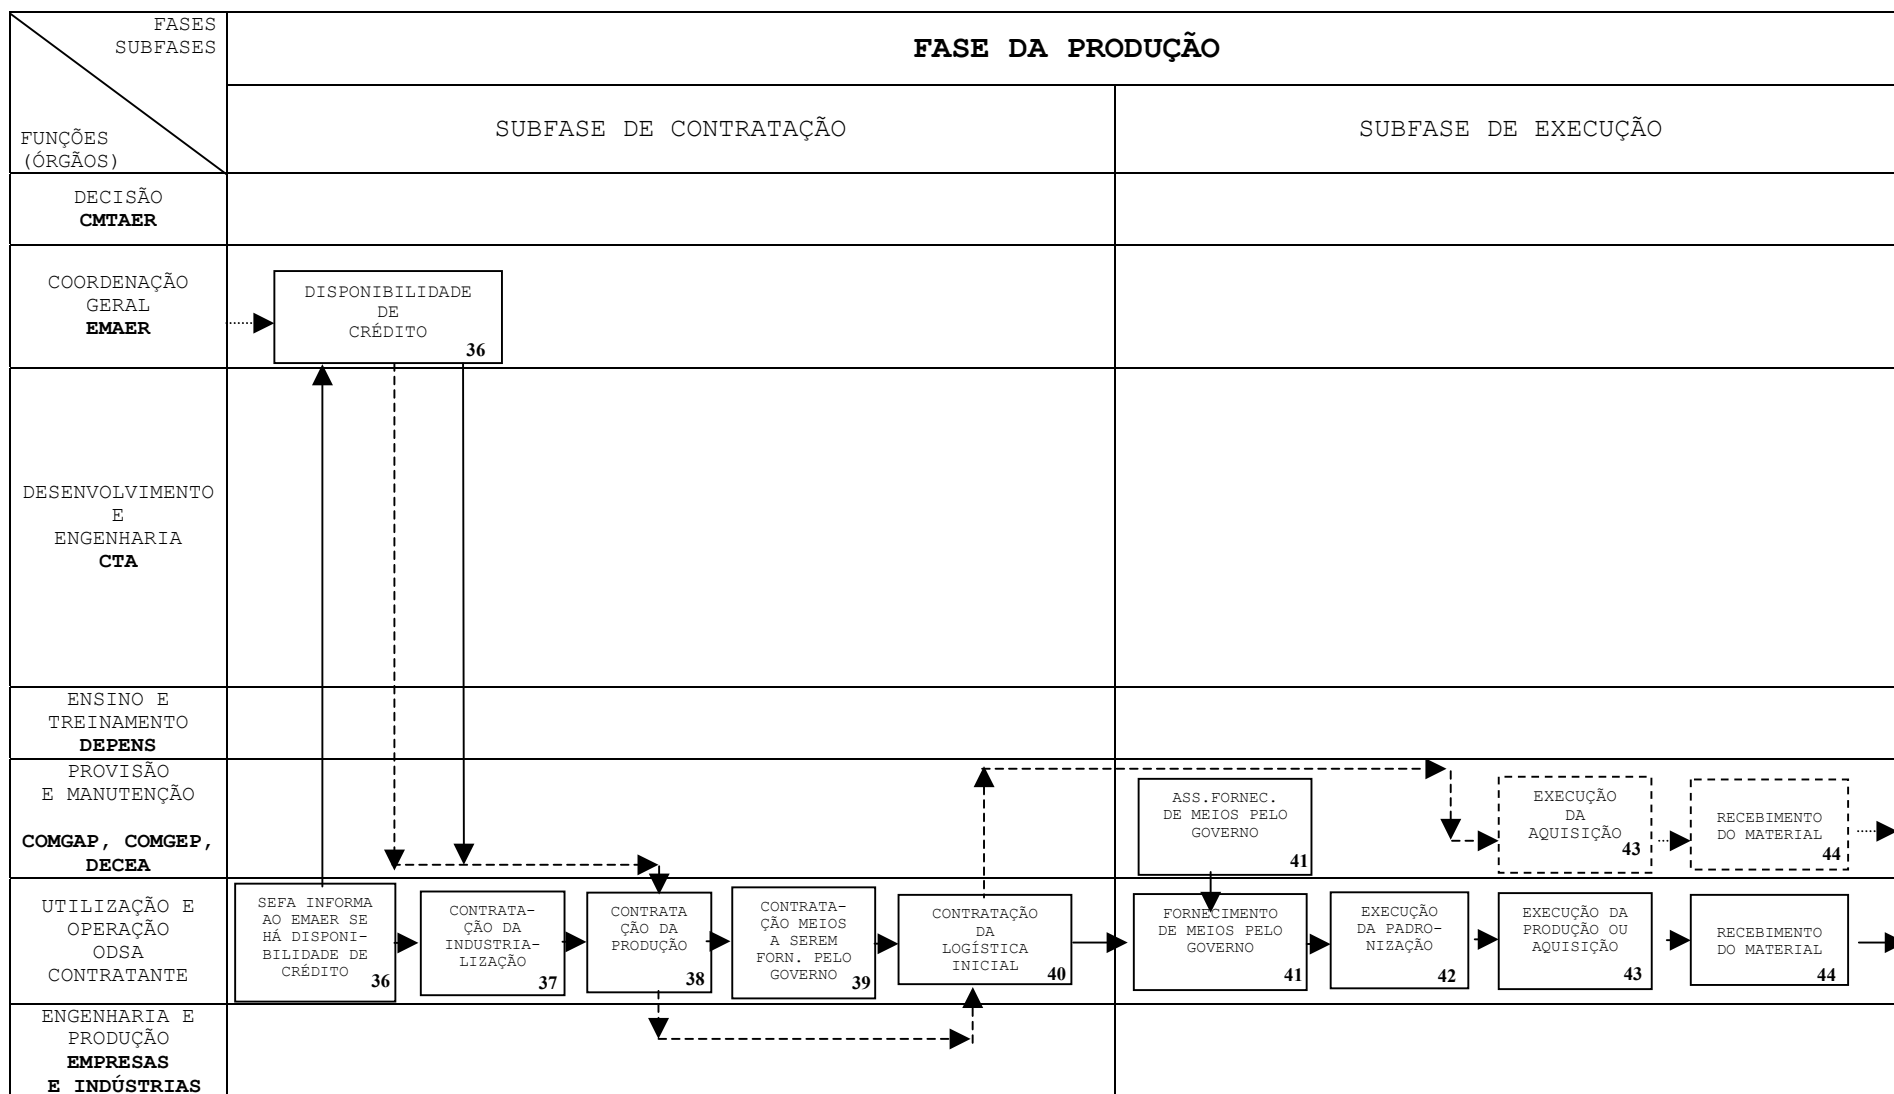 FASES
SUBFASES
FUNÇÕES
(ÓRGÃOS)
FASE DA PRODUÇÃO
SUBFASE DE CONTRATAÇÃO
SUBFASE DE EXECUÇÃO
DECISÃO
CMTAER
COORDENAÇÃO
GERAL
EMAER
DISPONIBILIDADE
DE
CRÉDITO
36
DESENVOLVIMENTO
E
ENGENHARIA
CTA
ENSINO E
TREINAMENTO
DEPENS
PROVISÃO
E MANUTENÇÃO
COMGAP, COMGEP,
DECEA
ASS.FORNEC.
DE MEIOS PELO
GOVERNO
41
EXECUÇÃO
DA
AQUISIÇÃO
43
RECEBIMENTO
DO MATERIAL
44
UTILIZAÇÃO E
OPERAÇÃO
ODSA
CONTRATANTE
SEFA INFORMA
AO EMAER SE
HÁ DISPONI-
BILIDADE DE
CRÉDITO
36
CONTRATA-
ÇÃO DA
INDUSTRIA-
LIZAÇÃO
37
CONTRATA
ÇÃO DA
PRODUÇÃO
38
CONTRATA-
ÇÃO MEIOS
A SEREM
FORN. PELO
GOVERNO
39
CONTRATAÇÃO
DA
LOGÍSTICA
INICIAL
40
FORNECIMENTO
DE MEIOS PELO
GOVERNO
41
EXECUÇÃO
DA PADRO-
NIZAÇÃO
42
EXECUÇÃO DA
PRODUÇÃO OU
AQUISIÇÃO
43
RECEBIMENTO
DO MATERIAL
44
ENGENHARIA E
PRODUÇÃO
EMPRESAS
E INDÚSTRIAS